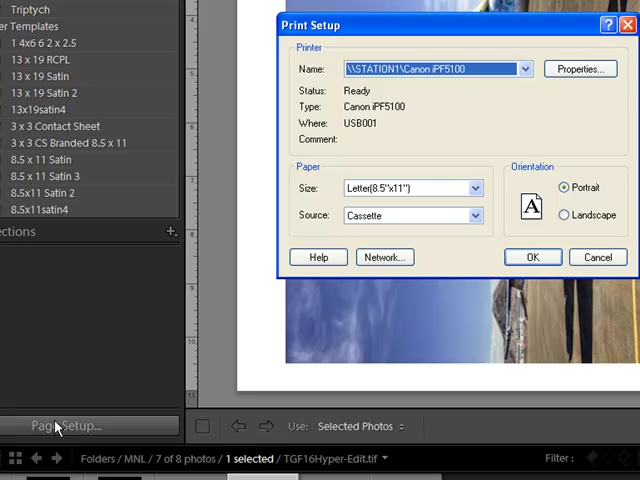 Triptych
er Templates
1 4x6 6 2 x 2.5
13 x 19 RCPL
13 x 19 Satin
13 x 19 Satin 2
13x19satin4
3 x 3 Contact Sheet
3 x 3 CS Branded 8.5 x 11
8.5 x 11 Satin
8.5 x 11 Satin 3
8.5x11 Satin 2
8.5x11satin4
ections
Page Setup...
Print Setup
Printer
Name: \\STATION1\Canon iPF5100
Properties...
Status: Ready
Type: Canon iPF5100
Where: USB001
Comment:
Paper
Size: Letter(8.5"x11")
Source: Cassette
Orientation
A
Portrait
Landscape
Help
Network...
OK
Cancel
Use: Selected Photos
Folders / MNL / 7 of 8 photos / 1 selected / TGF16Hyper-Edit.tif
Filter :